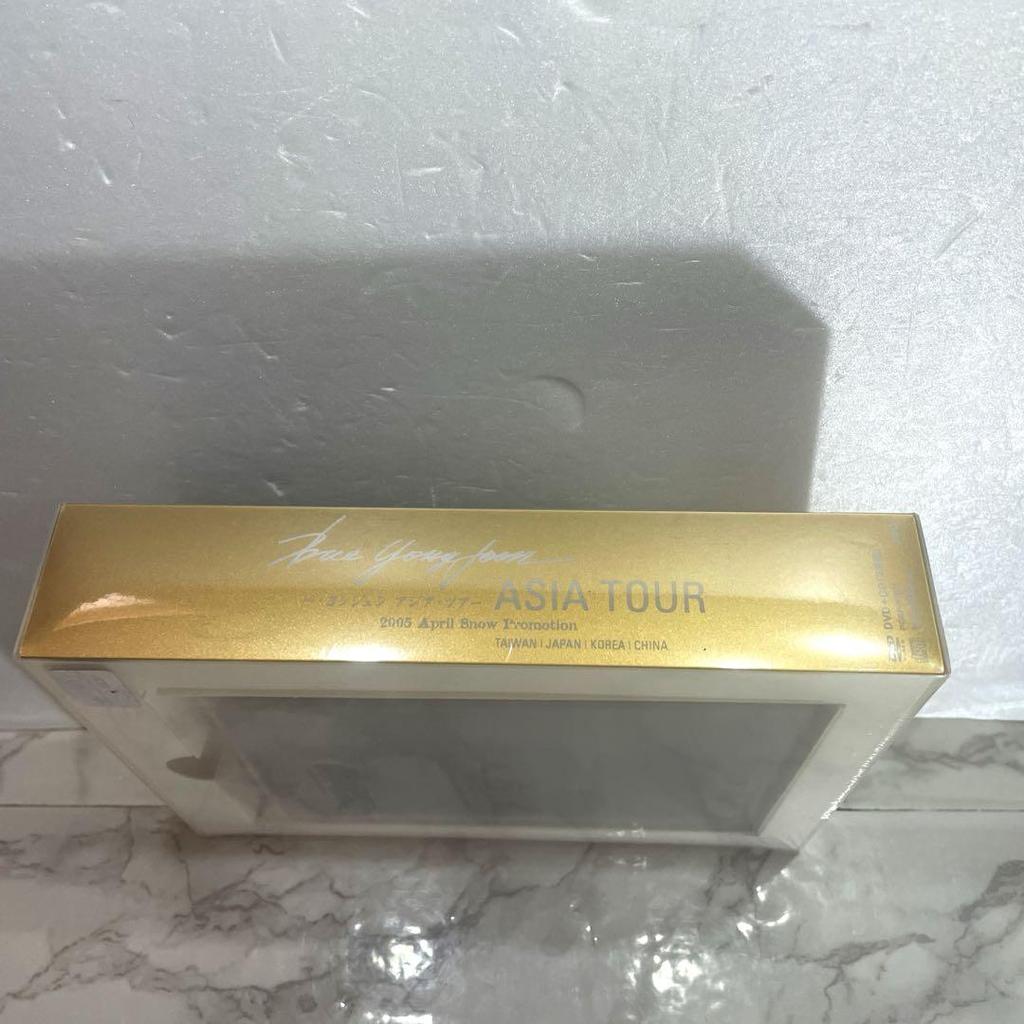 Bae Yong Joon
ペ・ヨンジュン アジア・ツアー ASIA TOUR
2005 April Snow Promotion
TAIWAN | JAPAN | KOREA | CHINA